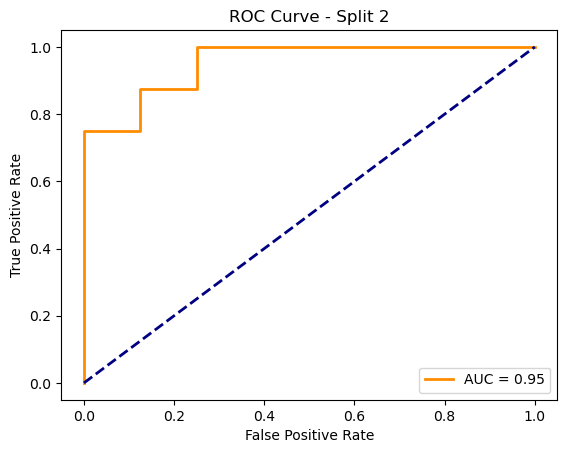 ROC Curve - Split 2
True Positive Rate
1.0
0.8
0.6
0.4
0.2
0.0
AUC = 0.95
0.0 0.2 0.4 0.6 0.8 1.0
False Positive Rate